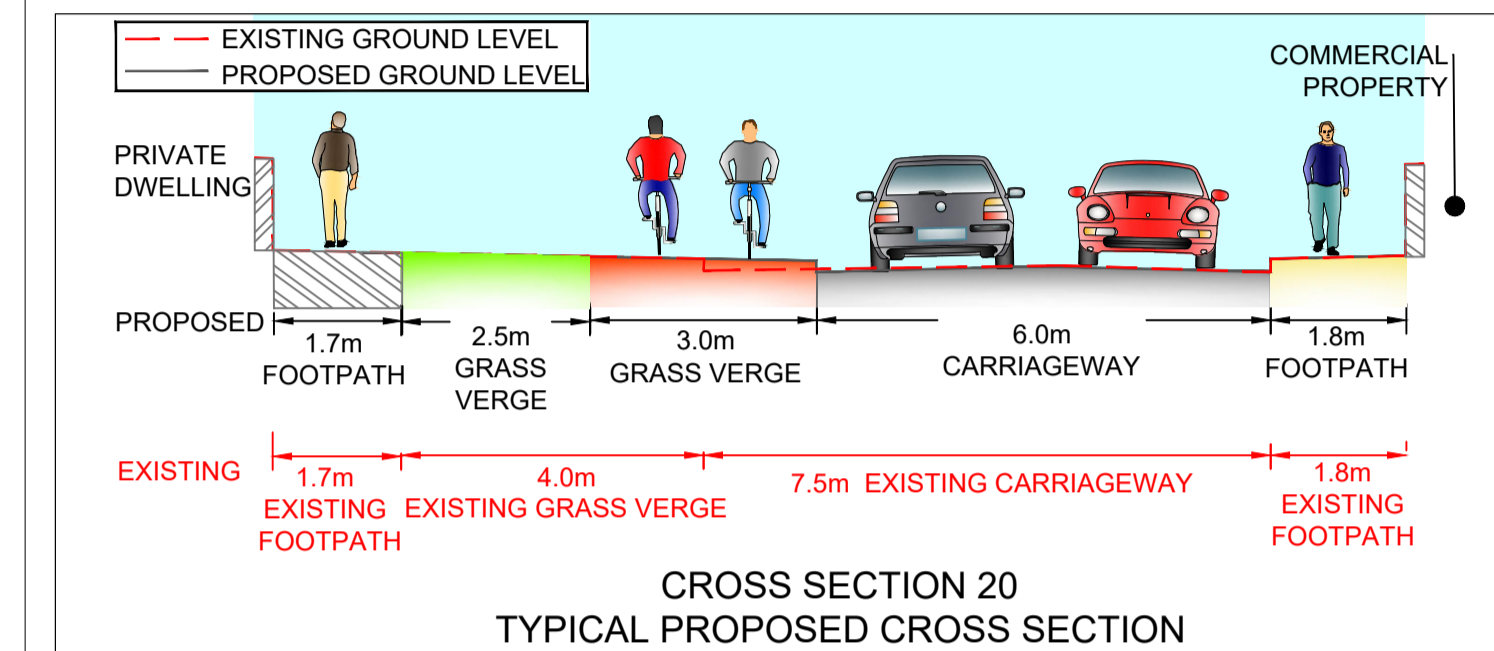 EXISTING GROUND LEVEL
PROPOSED GROUND LEVEL
COMMERCIAL
PROPERTY
PRIVATE
DWELLING
PROPOSED
1.7m
FOOTPATH
2.5m
GRASS
VERGE
3.0m
GRASS VERGE
6.0m
CARRIAGEWAY
1.8m
FOOTPATH
EXISTING
1.7m
EXISTING
FOOTPATH
4.0m
EXISTING GRASS VERGE
7.5m EXISTING CARRIAGEWAY
1.8m
EXISTING
FOOTPATH
CROSS SECTION 20
TYPICAL PROPOSED CROSS SECTION